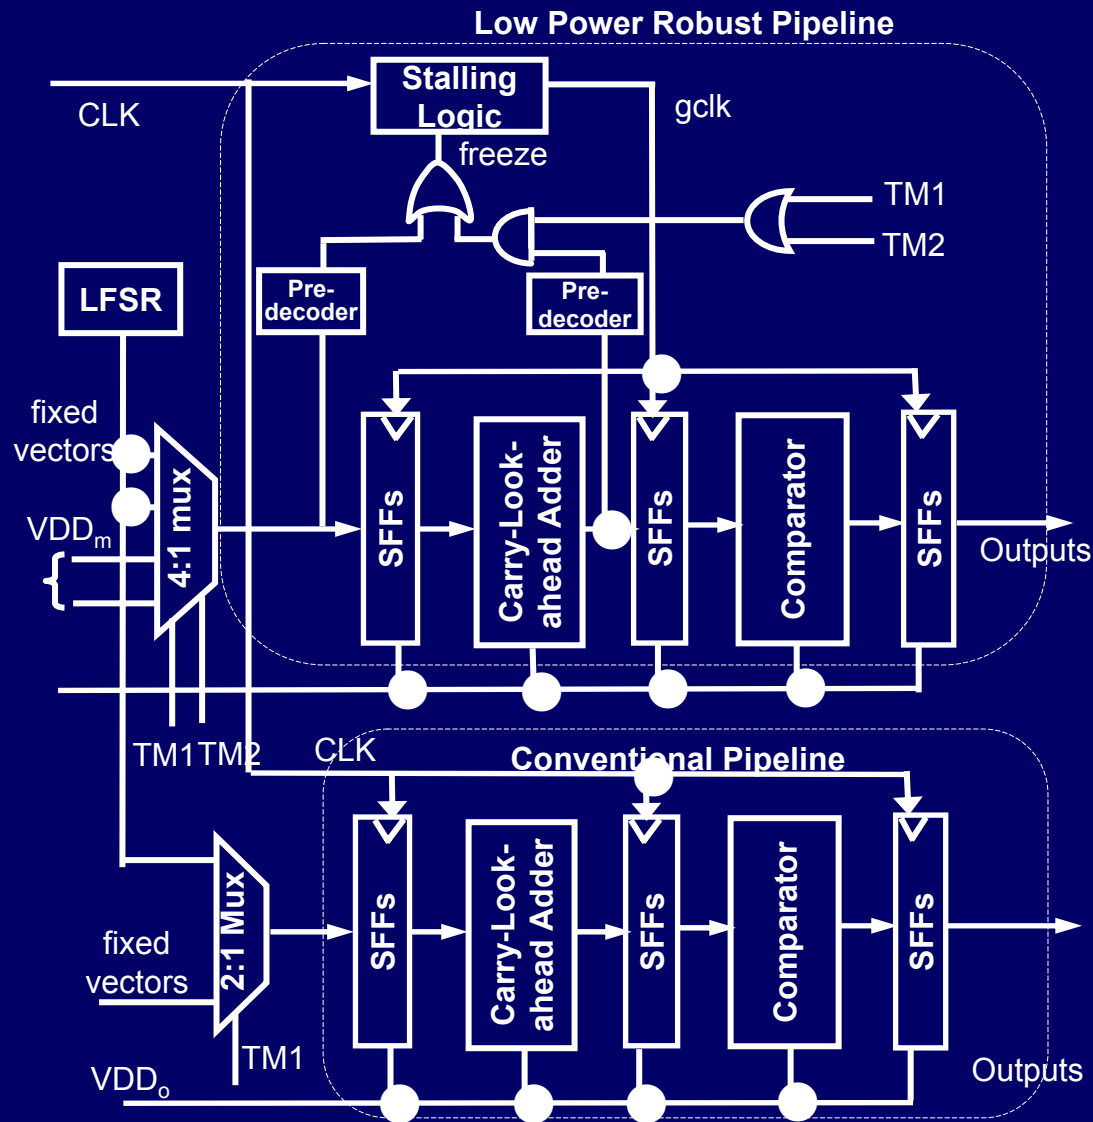 Low Power Robust Pipeline
CLK
Stalling
Logic
gclk
freeze
TM1
TM2
LFSR
Pre-
decoder
Pre-
decoder
fixed
vectors
VDDm
4:1 mux
SFFs
Carry-Look-
ahead Adder
SFFs
Comparator
SFFs
Outputs
TM1
TM2
CLK
Conventional Pipeline
2:1 Mux
fixed
vectors
TM1
SFFs
Carry-Look-
ahead Adder
SFFs
Comparator
SFFs
VDDo
Outputs